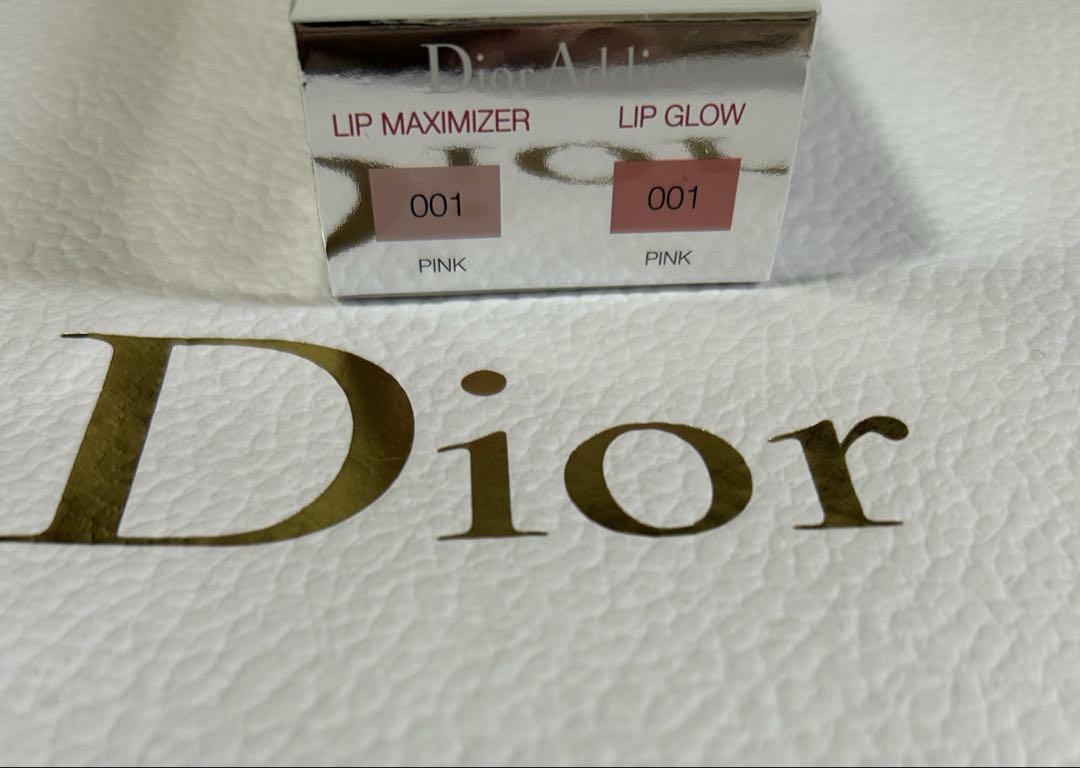 Dior Addict
LIP MAXIMIZER LIP GLOW
001 001
PINK PINK
Dior